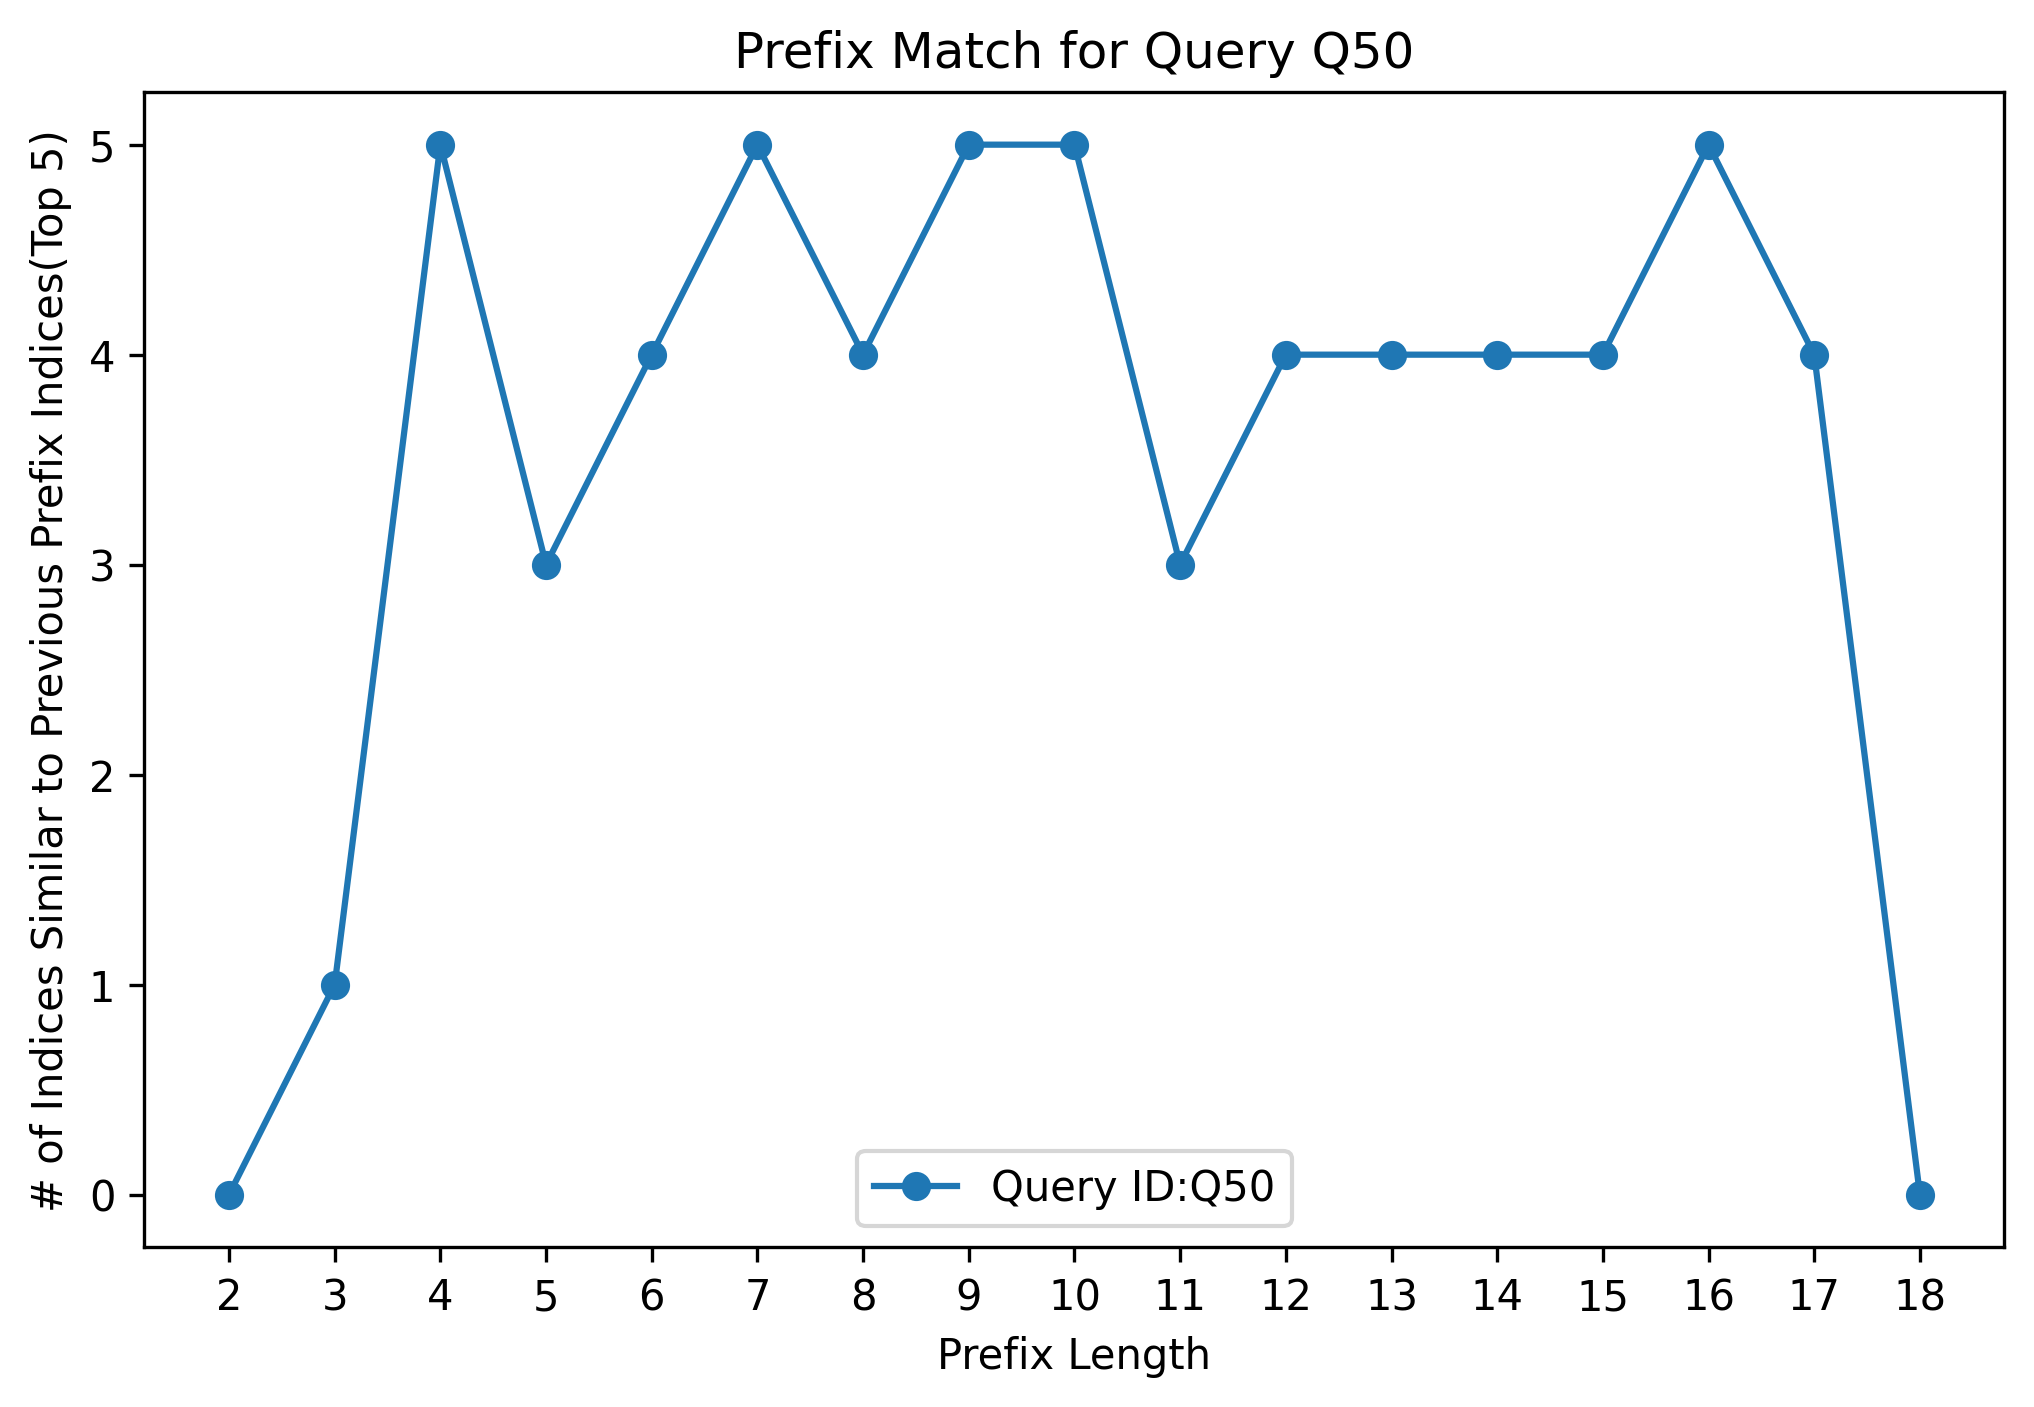 Prefix Match for Query Q50
# of Indices Similar to Previous Prefix Indices(Top 5)
5
4
3
2
1
0
Query ID:Q50
2 3 4 5 6 7 8 9 10 11 12 13 14 15 16 17 18
Prefix Length